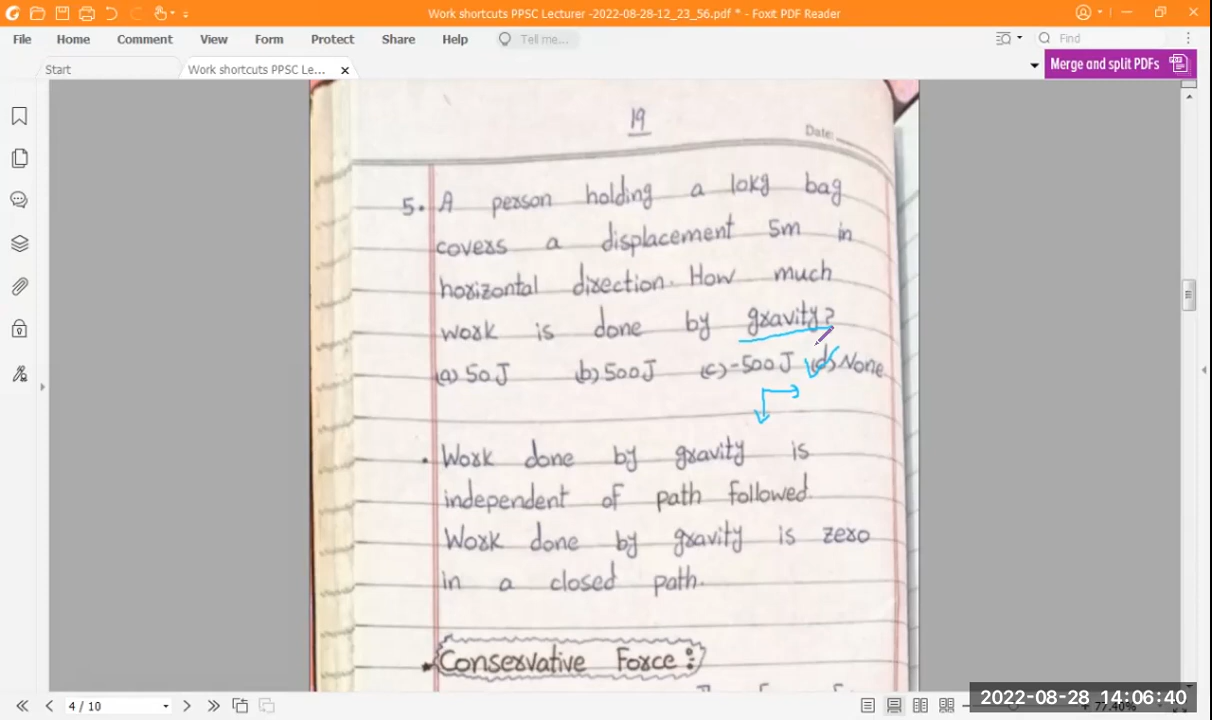 Work shortcuts PPSC Lecturer -2022-08-28-12_23_56.pdf * - Foxit PDF Reader
File Home Comment View Form Protect Share Help Tell me... Find
Start Work shortcuts PPSC Le... Merge and split PDFs
19
Date:
5. A person holding a 10kg bag
covers a displacement 5m in
horizontal direction. How much
work is done by gravity?
(a) 50J (b) 500J (c) -500J (d) None
. Work done by gravity is
independent of path followed.
Work done by gravity is zero
in a closed path.
Conservative Force:
4 / 10
77.40%
2022-08-28 14:06:40